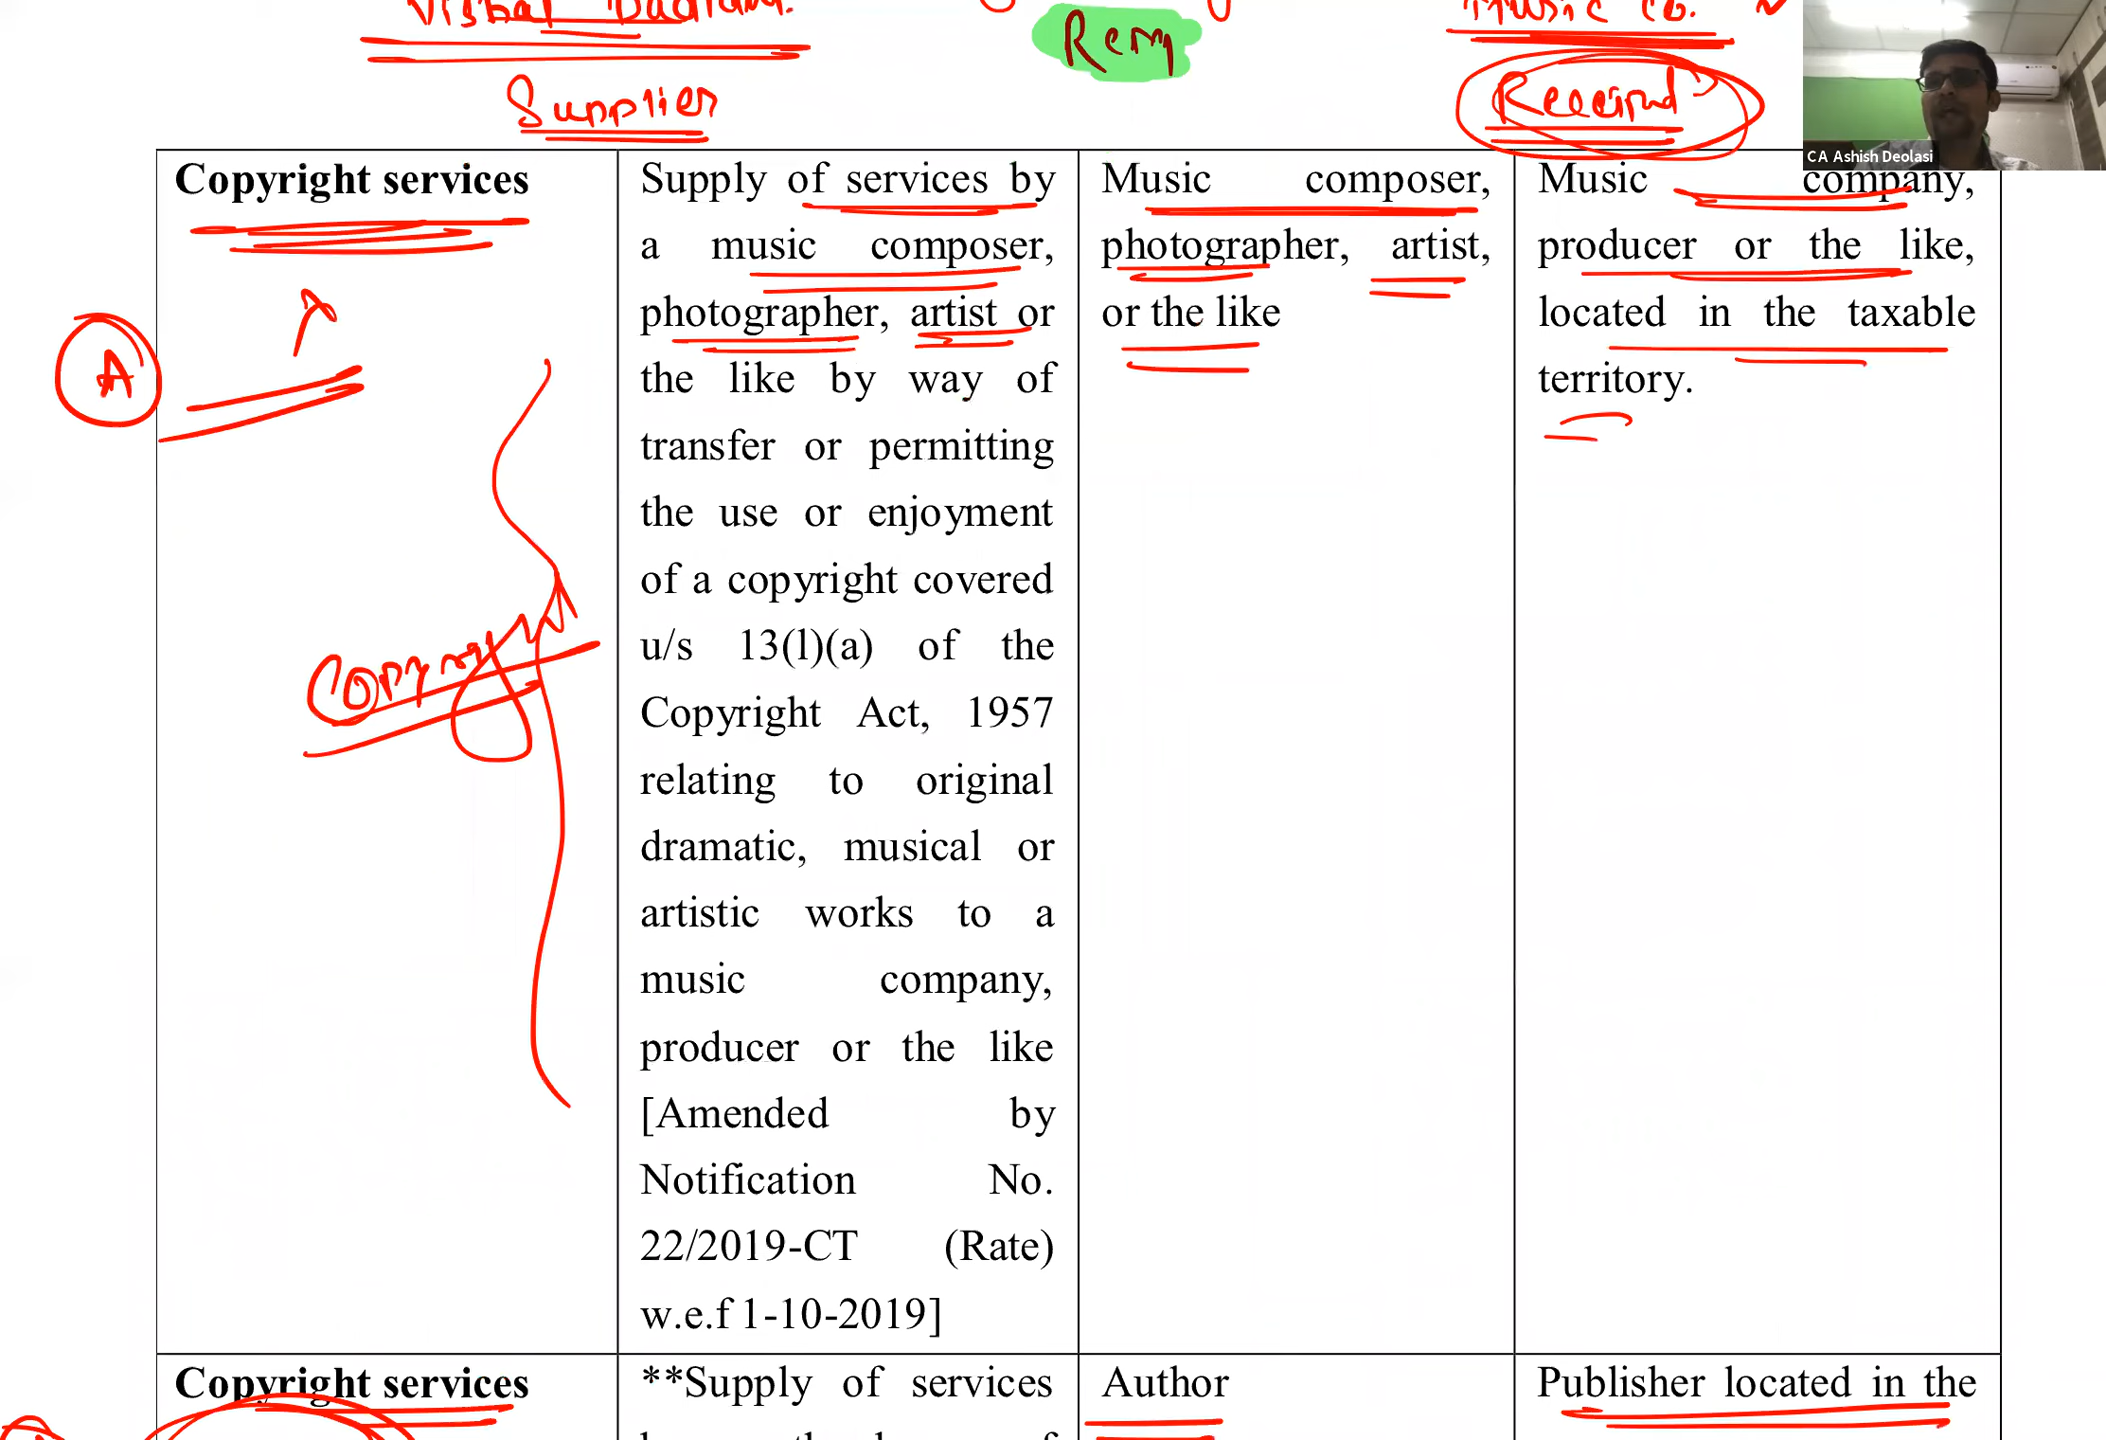 Supplier
CA Ashish Deolasi
Copyright services
Supply of services by
a music composer,
photographer, artist or
the like by way of
transfer or permitting
the use or enjoyment
of a copyright covered
u/s 13(l)(a) of the
Copyright Act, 1957
relating to original
dramatic, musical or
artistic works to a
music company,
producer or the like
[Amended by
Notification No.
22/2019-CT (Rate)
w.e.f 1-10-2019]
Music composer,
photographer, artist,
or the like
Music company,
producer or the like,
located in the taxable
territory.
A
Copyright services
**Supply of services
Author
Publisher located in the